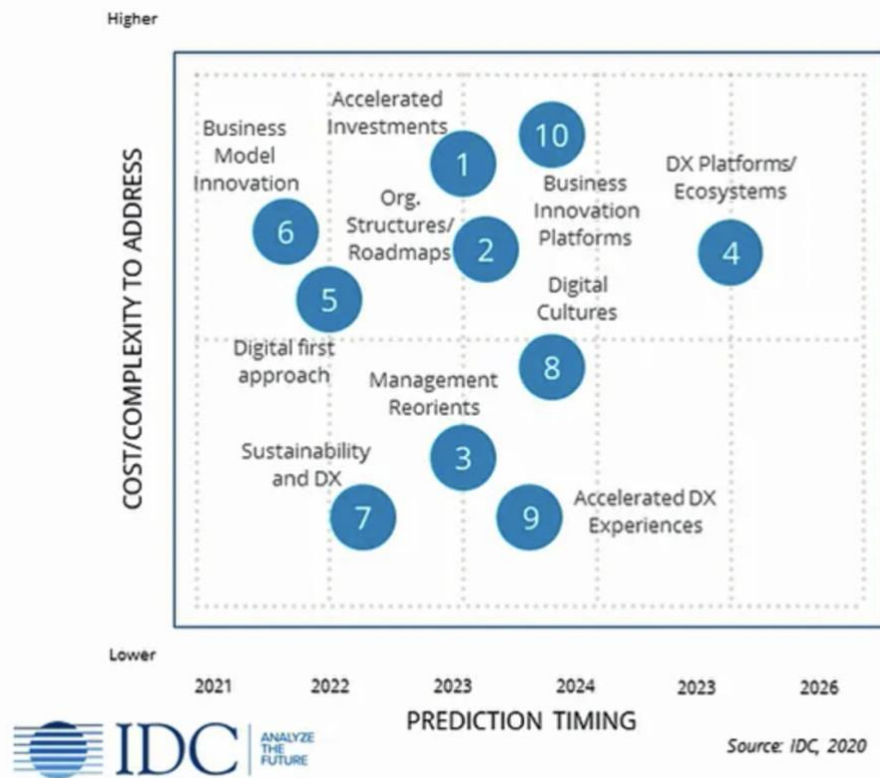 Higher
COST/COMPLEXITY TO ADDRESS
Accelerated
Investments
1
10
Business
Model
Innovation
6
Org.
Structures/
Roadmaps
2
Business
Innovation
Platforms
DX Platforms/
Ecosystems
4
5
Digital first
approach
Digital
Cultures
8
Management
Reorients
3
Sustainability
and DX
7
9
Accelerated DX
Experiences
Lower
2021 2022 2023 2024 2023 2026
PREDICTION TIMING
IDC
ANALYZE
THE
FUTURE
Source: IDC, 2020